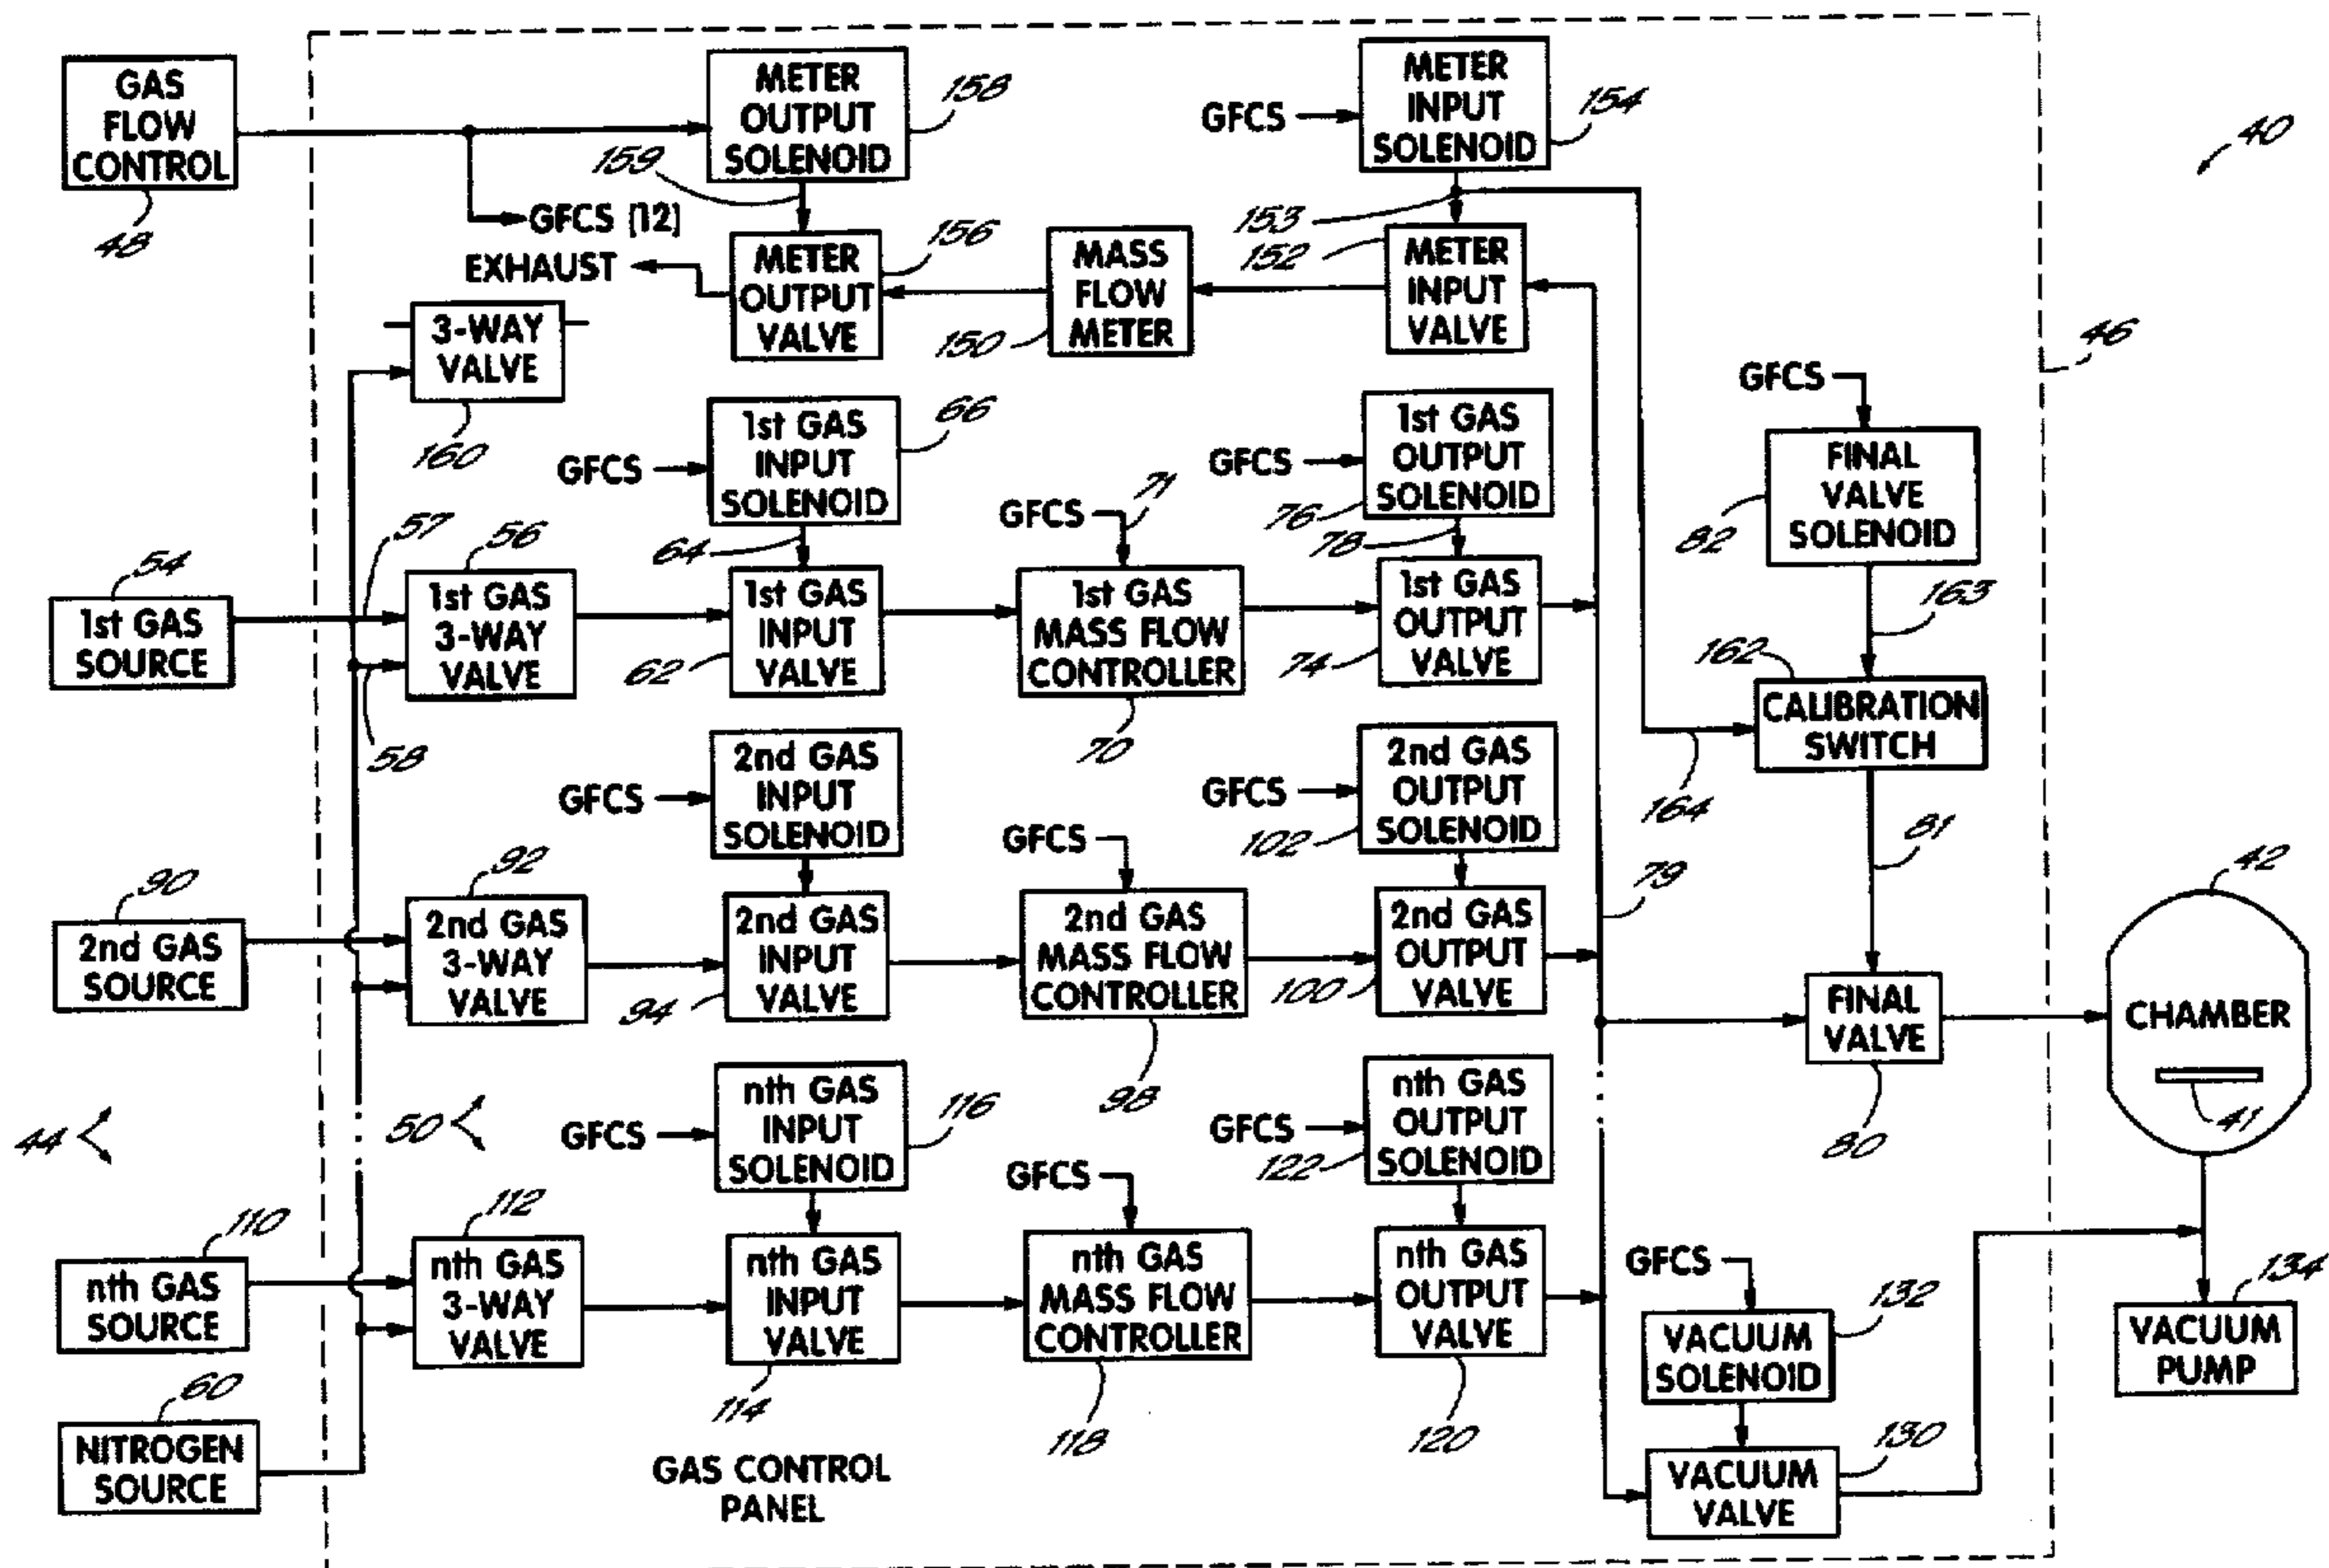 GAS
FLOW
CONTROL
48
METER
OUTPUT
SOLENOID
158
159
GFCS [12]
GFCS
METER
INPUT
SOLENOID
154
153
40
EXHAUST
METER
OUTPUT
VALVE
156
MASS
FLOW
METER
150
152
METER
INPUT
VALVE
46
3-WAY
VALVE
160
GFCS
1st GAS
INPUT
SOLENOID
66
64
GFCS
71
GFCS
1st GAS
OUTPUT
SOLENOID
76
78
GFCS
FINAL
VALVE
SOLENOID
82
163
54
1st GAS
SOURCE
57
56
1st GAS
3-WAY
VALVE
58
1st GAS
INPUT
VALVE
62
1st GAS
MASS FLOW
CONTROLLER
70
1st GAS
OUTPUT
VALVE
74
162
CALIBRATION
SWITCH
164
81
GFCS
2nd GAS
INPUT
SOLENOID
GFCS
GFCS
2nd GAS
OUTPUT
SOLENOID
102
79
90
2nd GAS
SOURCE
92
2nd GAS
3-WAY
VALVE
2nd GAS
INPUT
VALVE
94
2nd GAS
MASS FLOW
CONTROLLER
98
2nd GAS
OUTPUT
VALVE
100
FINAL
VALVE
80
42
CHAMBER
41
44
50
GFCS
nth GAS
INPUT
SOLENOID
116
GFCS
GFCS
nth GAS
OUTPUT
SOLENOID
122
110
nth GAS
SOURCE
112
nth GAS
3-WAY
VALVE
nth GAS
INPUT
VALVE
114
nth GAS
MASS FLOW
CONTROLLER
118
nth GAS
OUTPUT
VALVE
120
GFCS
VACUUM
SOLENOID
132
134
VACUUM
PUMP
60
NITROGEN
SOURCE
GAS CONTROL
PANEL
VACUUM
VALVE
130